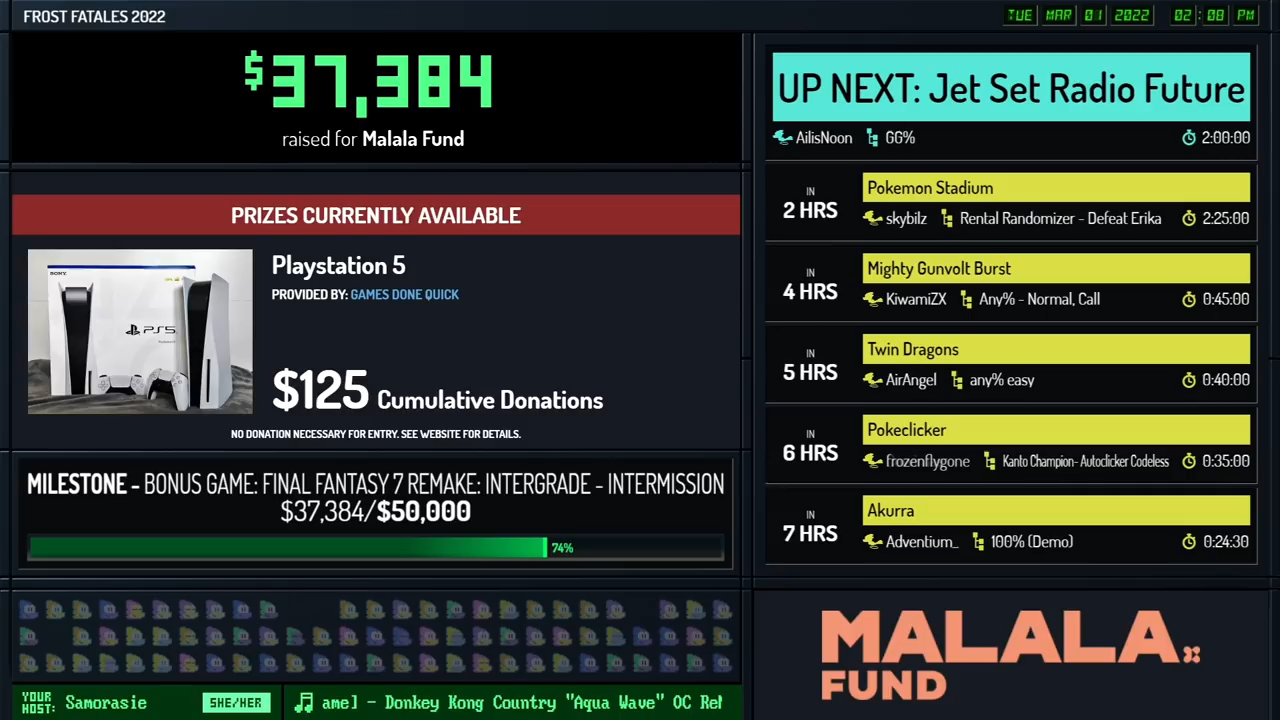 FROST FATALES 2022
TUE MAR 01 2022 02:08 PM
$37,384
raised for Malala Fund
PRIZES CURRENTLY AVAILABLE
SONY
PS5
Playstation 5
PROVIDED BY: GAMES DONE QUICK
$125 Cumulative Donations
NO DONATION NECESSARY FOR ENTRY. SEE WEBSITE FOR DETAILS.
MILESTONE - BONUS GAME: FINAL FANTASY 7 REMAKE: INTERGRADE - INTERMISSION
$37,384/$50,000
74%
YOUR HOST: Samorasie SHE/HER
ame] - Donkey Kong Country "Aqua Wave" OC ReM
UP NEXT: Jet Set Radio Future
AilisNoon GG% 2:00:00
IN 2 HRS
Pokemon Stadium
skybilz Rental Randomizer - Defeat Erika 2:25:00
IN 4 HRS
Mighty Gunvolt Burst
KiwamiZX Any% - Normal, Call 0:45:00
IN 5 HRS
Twin Dragons
AirAngel any% easy 0:40:00
IN 6 HRS
Pokeclicker
frozenflygone Kanto Champion- Autoclicker Codeless 0:35:00
IN 7 HRS
Akurra
Adventium_ 100% (Demo) 0:24:30
MALALA
FUND